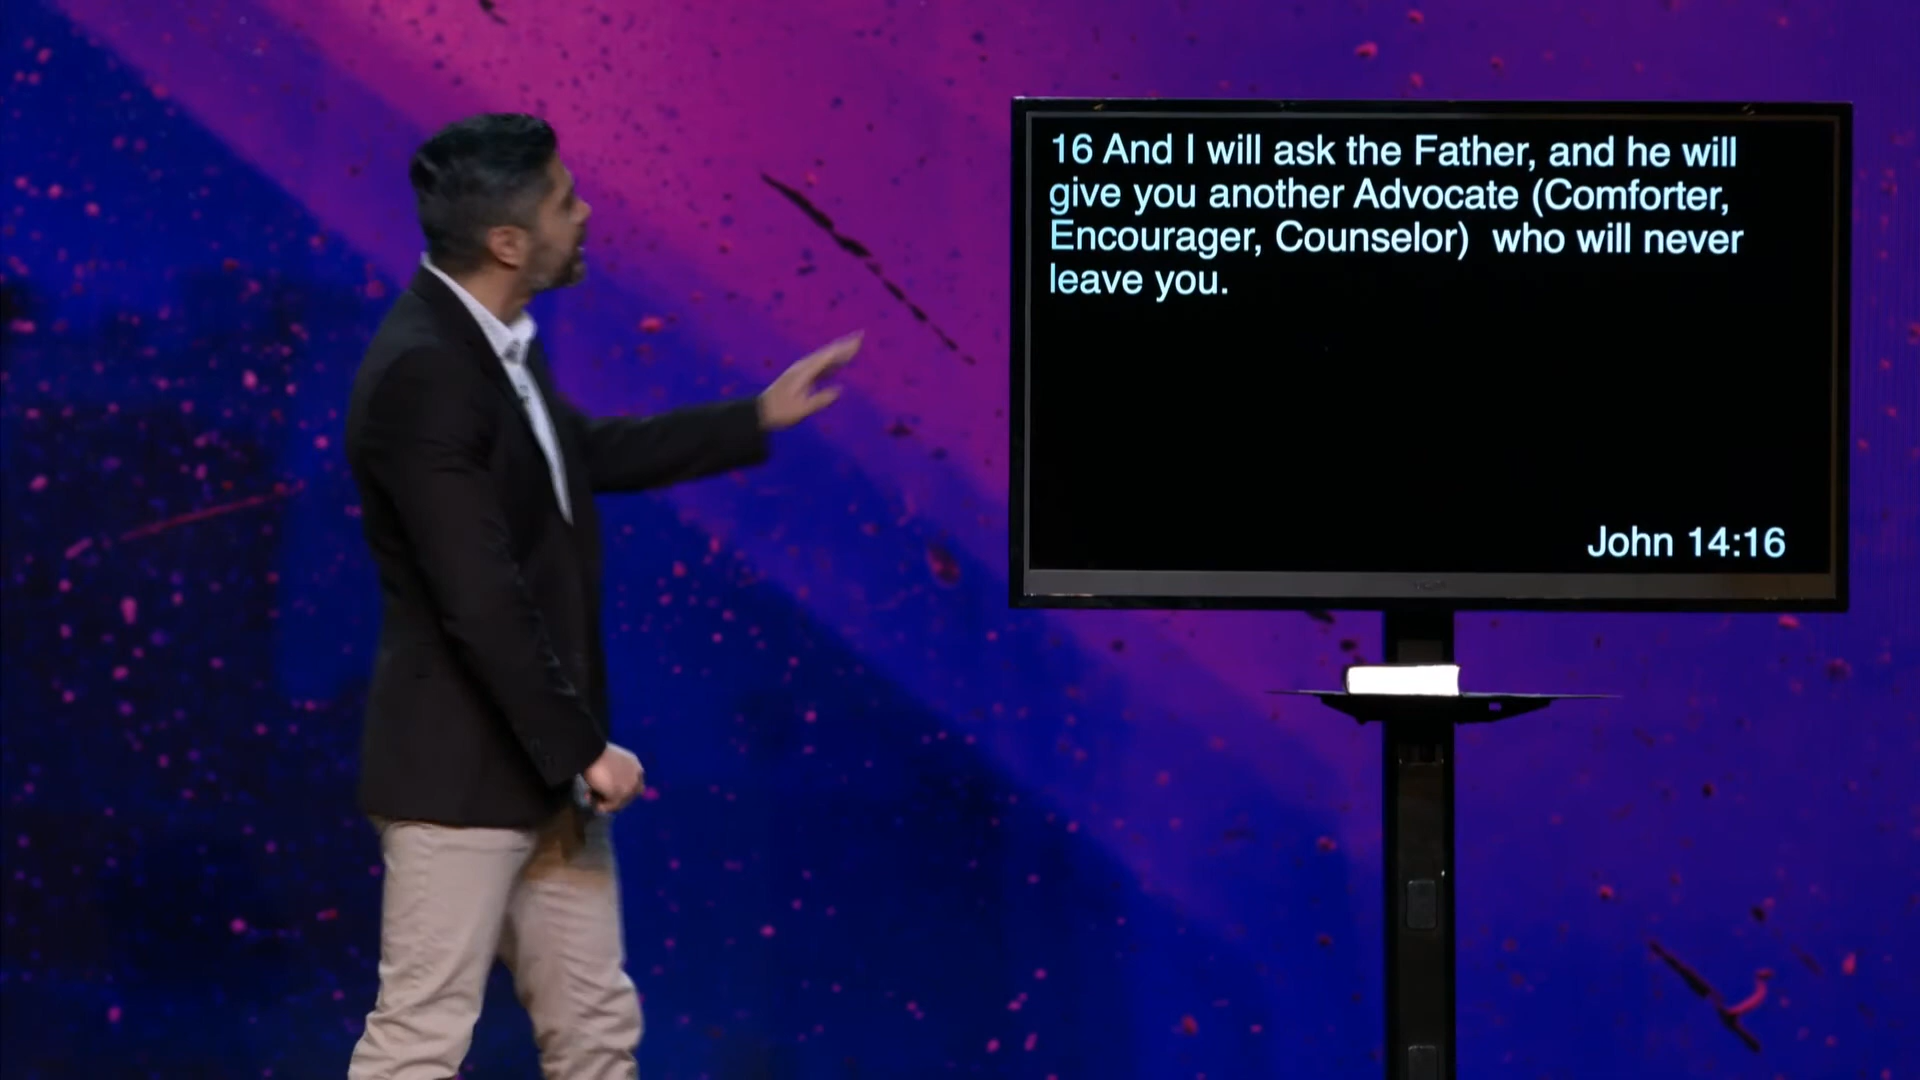 16 And I will ask the Father, and he will
give you another Advocate (Comforter,
Encourager, Counselor)  who will never
leave you.
John 14:16